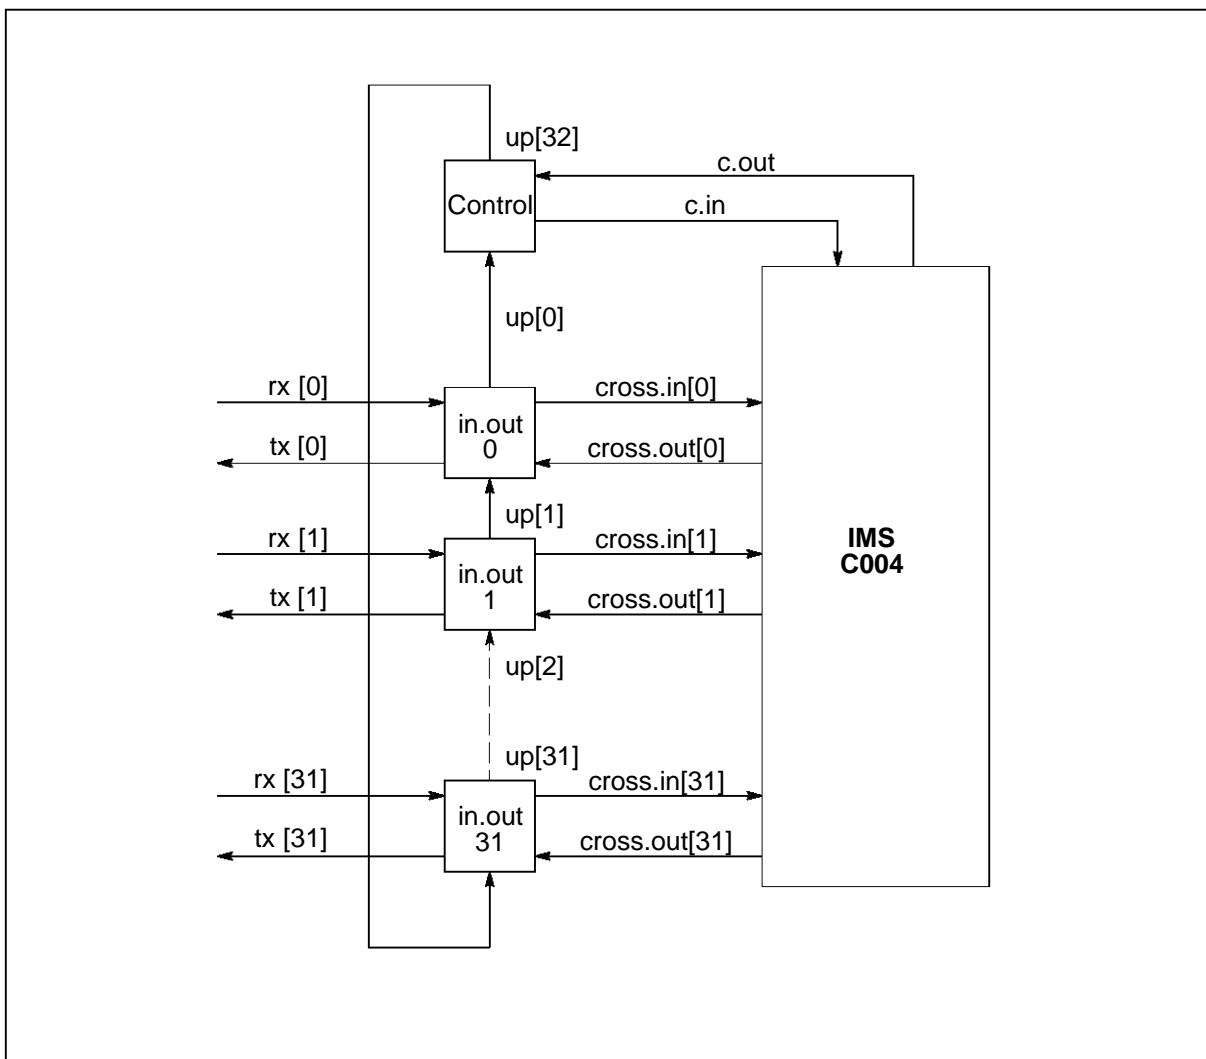 up[32]
c.out
Control
c.in
up[0]
rx [0]
cross.in[0]
in.out
0
tx [0]
cross.out[0]
up[1]
rx [1]
cross.in[1]
IMS
C004
in.out
1
tx [1]
cross.out[1]
up[2]
up[31]
rx [31]
cross.in[31]
in.out
31
tx [31]
cross.out[31]